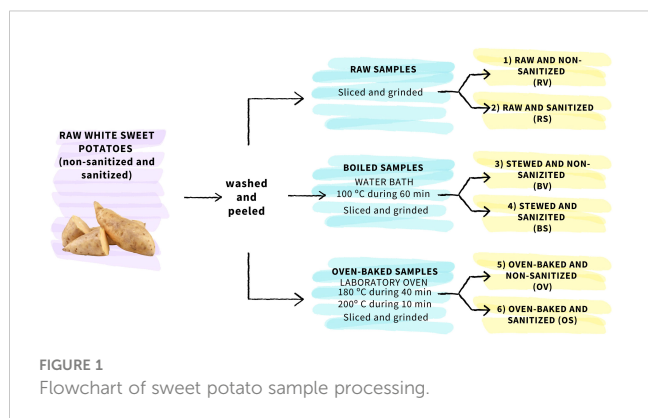 RAW WHITE SWEET
POTATOES
(non-sanitized and
sanitized)
washed
and
peeled
RAW SAMPLES
Sliced and grinded
1) RAW AND NON-
SANITIZED
(RV)
2) RAW AND SANITIZED
(RS)
BOILED SAMPLES
WATER BATH
100 ºC during 60 min
Sliced and grinded
3) STEWED AND NON-
SANIZITED
(BV)
4) STEWED AND
SANIZITED
(BS)
OVEN-BAKED SAMPLES
LABORATORY OVEN
180 ºC during 40 min
200º C during 10 min
Sliced and grinded
5) OVEN-BAKED AND
NON-SANITIZED
(OV)
6) OVEN-BAKED AND
SANITIZED (OS)
FIGURE 1
Flowchart of sweet potato sample processing.